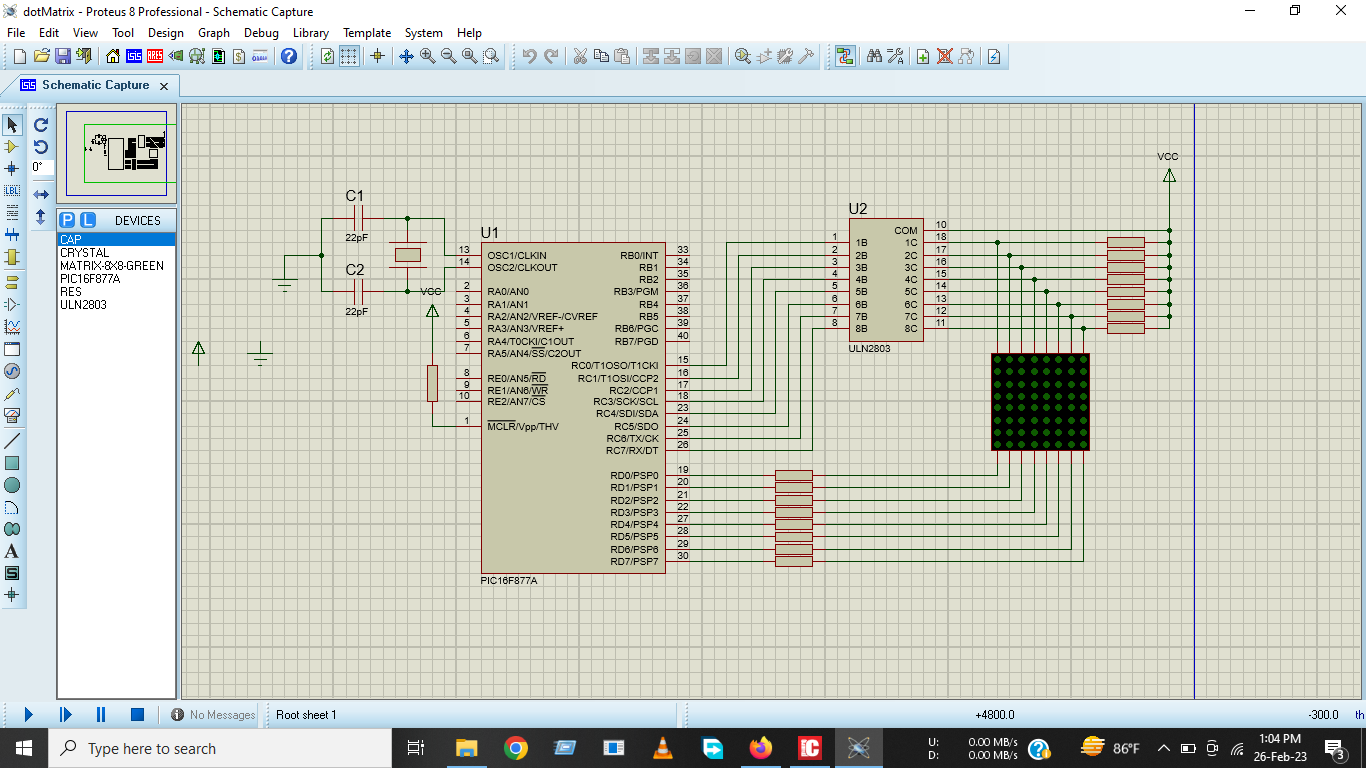 dotMatrix - Proteus 8 Professional - Schematic Capture
File Edit View Tool Design Graph Debug Library Template System Help
Schematic Capture
0°
LBL
P L DEVICES
CAP
CRYSTAL
MATRIX-8X8-GREEN
PIC16F877A
RES
ULN2803
A
S
C1
22pF
C2
22pF
VCC
U1
13 OSC1/CLKIN
14 OSC2/CLKOUT
2 RA0/AN0
3 RA1/AN1
4 RA2/AN2/VREF-/CVREF
5 RA3/AN3/VREF+
6 RA4/T0CKI/C1OUT
7 RA5/AN4/SS/C2OUT
8 RE0/AN5/RD
9 RE1/AN6/WR
10 RE2/AN7/CS
1 MCLR/Vpp/THV
RB0/INT 33
RB1 34
RB2 35
RB3/PGM 36
RB4 37
RB5 38
RB6/PGC 39
RB7/PGD 40
RC0/T1OSO/T1CKI 15
RC1/T1OSI/CCP2 16
RC2/CCP1 17
RC3/SCK/SCL 18
RC4/SDI/SDA 23
RC5/SDO 24
RC6/TX/CK 25
RC7/RX/DT 26
RD0/PSP0 19
RD1/PSP1 20
RD2/PSP2 21
RD3/PSP3 22
RD4/PSP4 27
RD5/PSP5 28
RD6/PSP6 29
RD7/PSP7 30
PIC16F877A
U2
COM 10
1 1B 1C 18
2 2B 2C 17
3 3B 3C 16
4 4B 4C 15
5 5B 5C 14
6 6B 6C 13
7 7B 7C 12
8 8B 8C 11
ULN2803
VCC
No Messages Root sheet 1 +4800.0 -300.0 th
Type here to search
U: 0.00 MB/s
D: 0.00 MB/s
86°F
1:04 PM
26-Feb-23
3